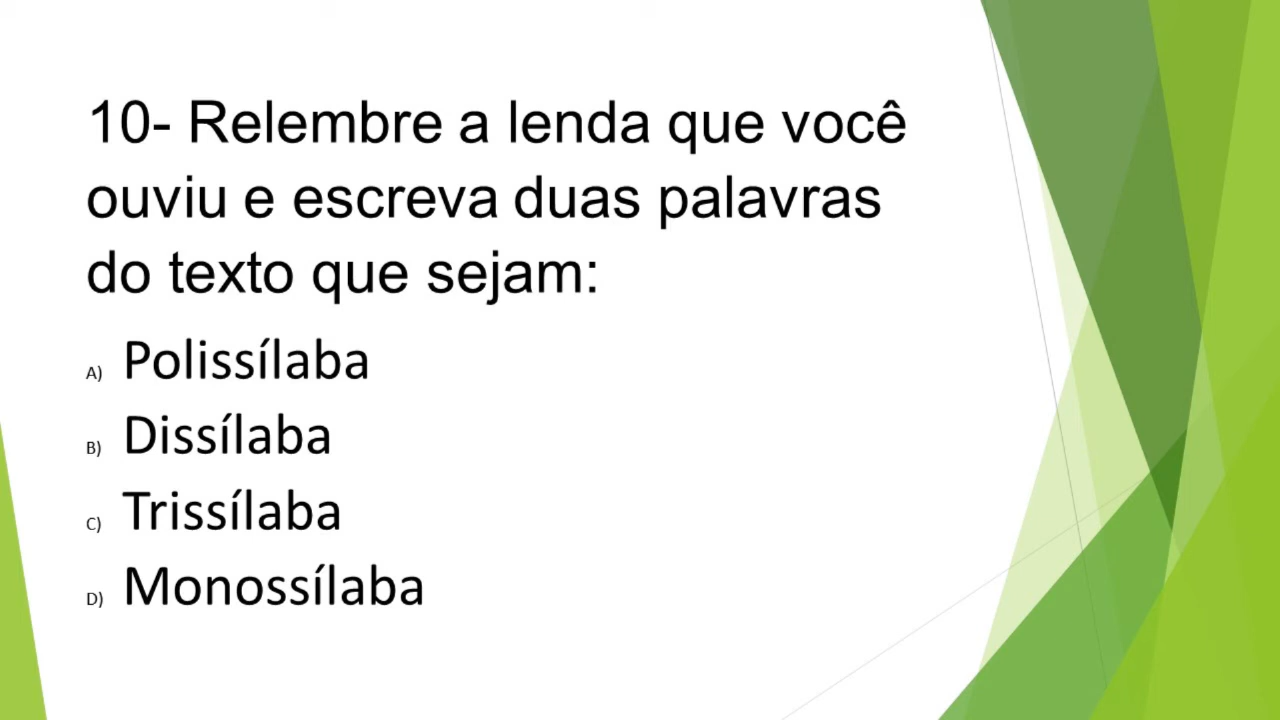 10- Relembre a lenda que você
ouviu e escreva duas palavras
do texto que sejam:
A) Polissílaba
B) Dissílaba
C) Trissílaba
D) Monossílaba